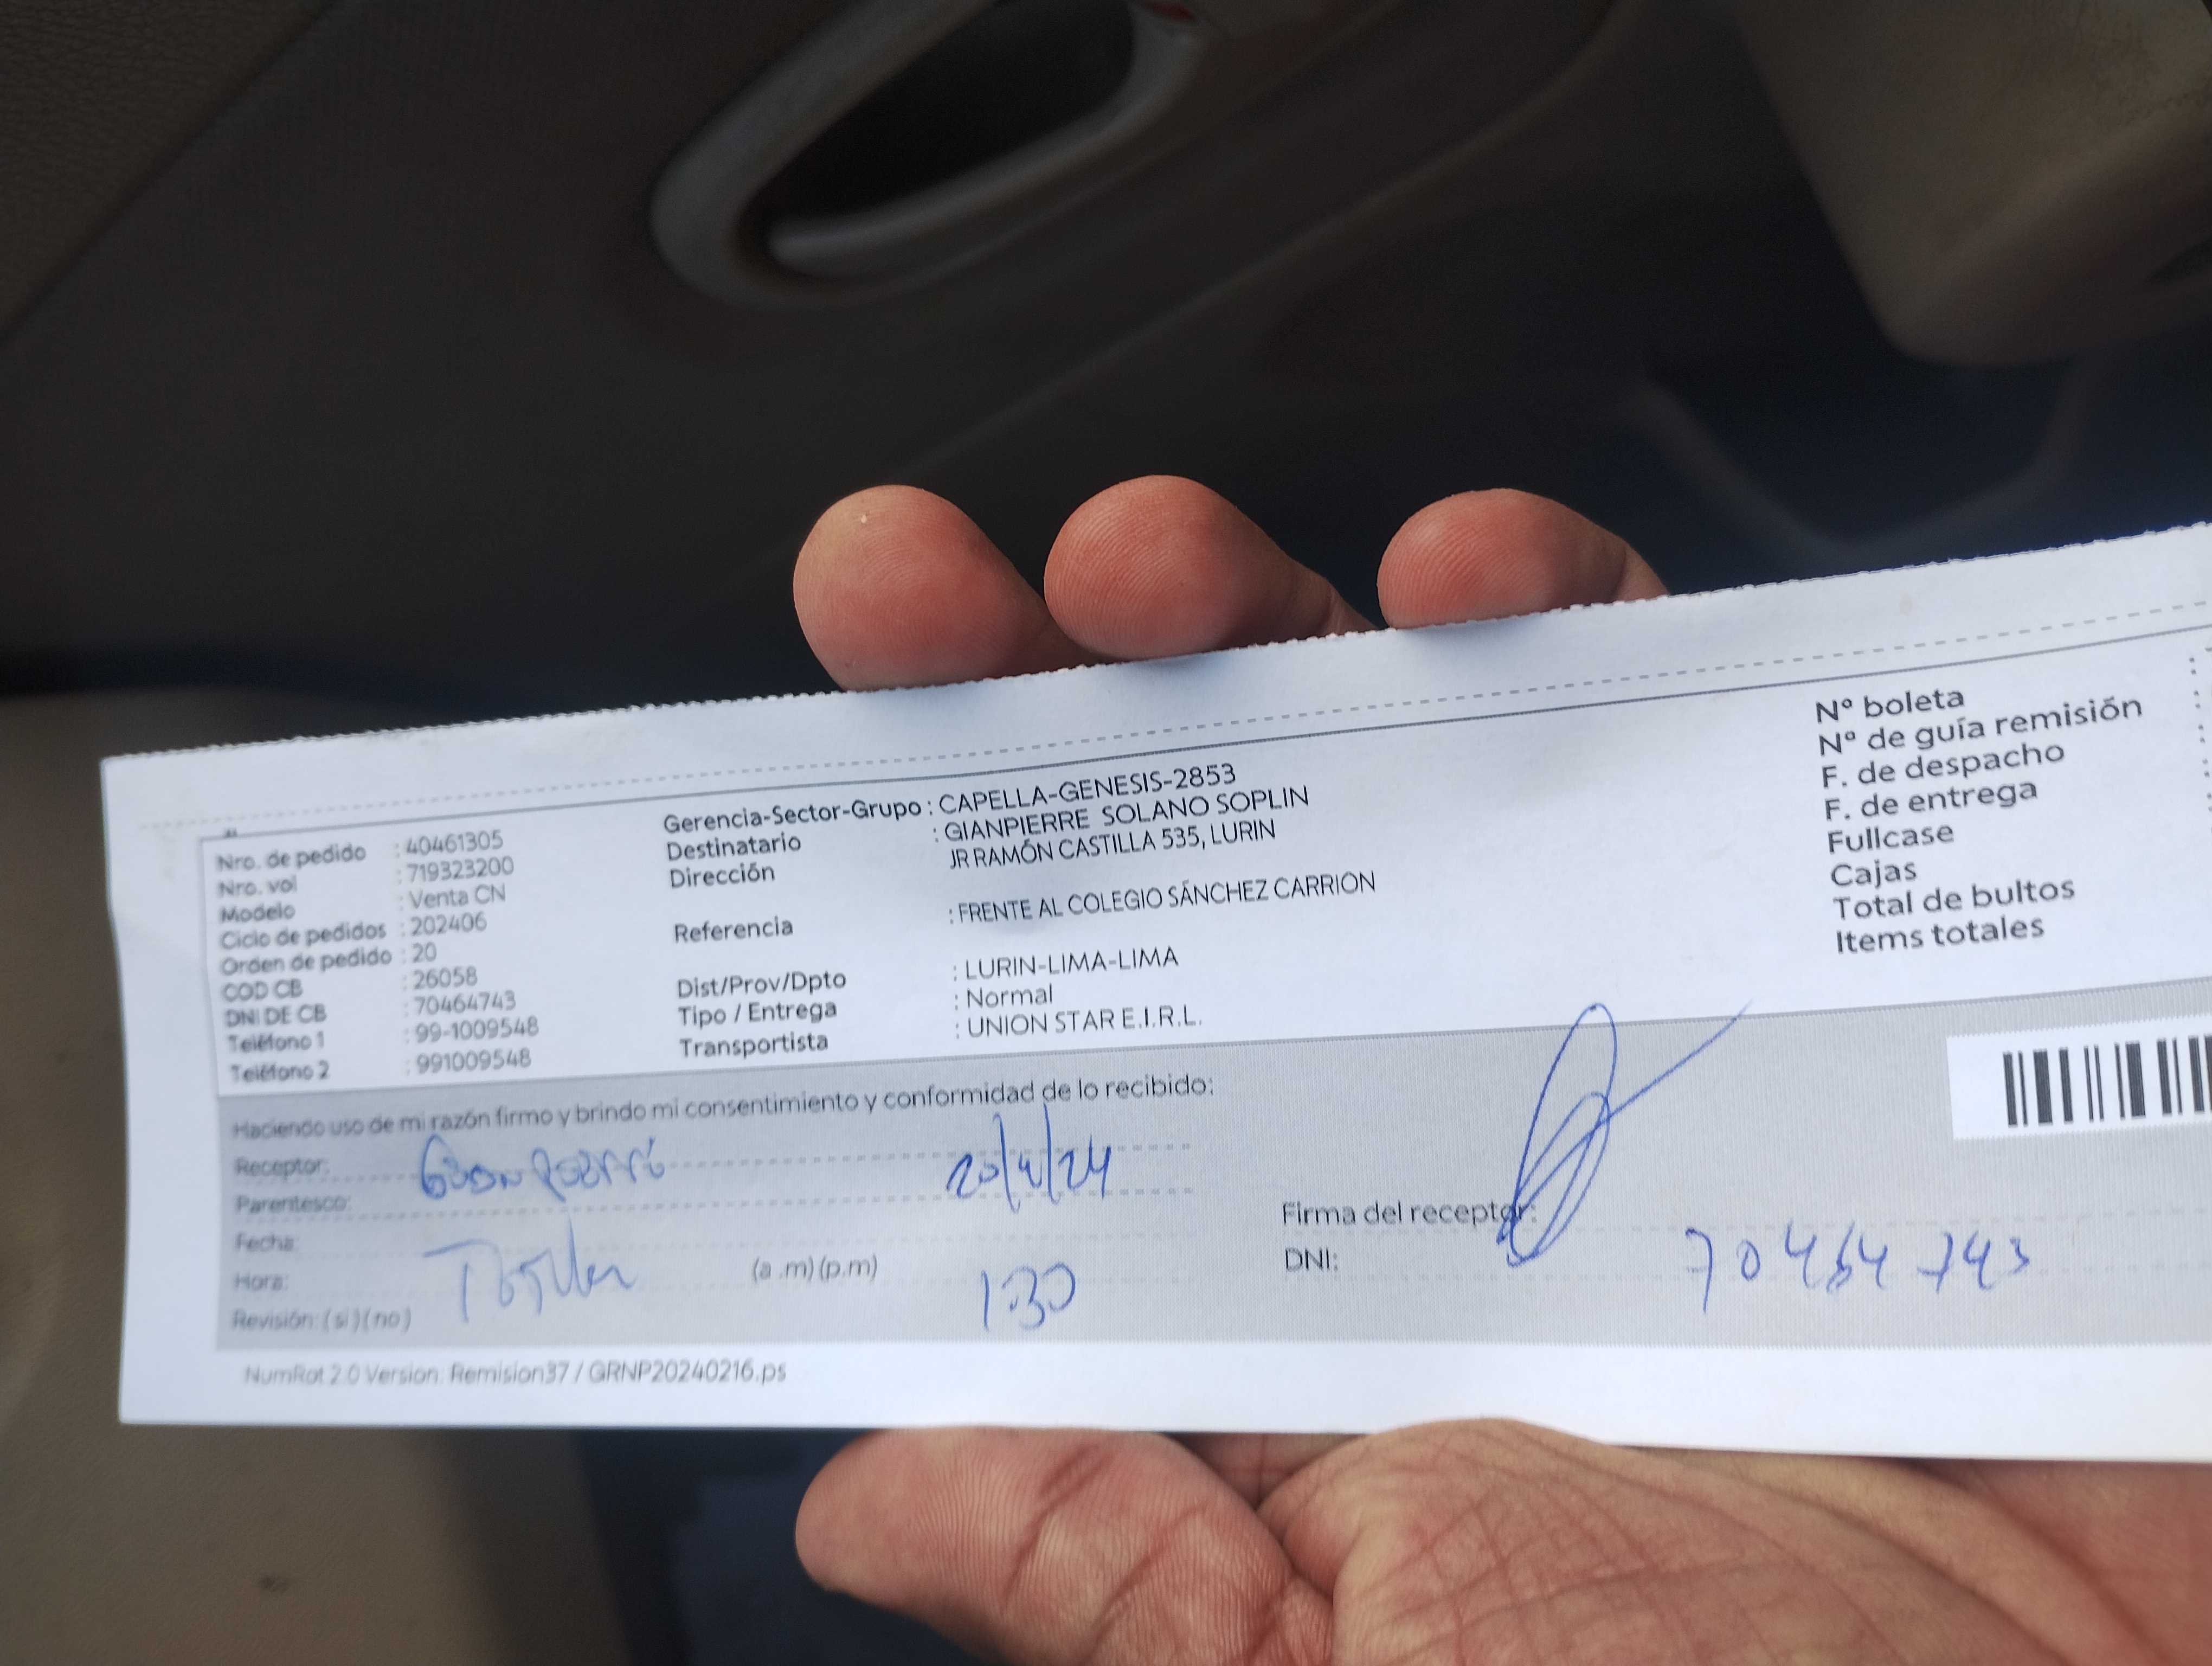 Nro. de pedido : 40461305
Nro. vol : 719323200
Modelo : Venta CN
Ciclo de pedidos : 202406
Orden de pedido : 20
COD CB : 26058
DNI DE CB : 70464743
Teléfono 1 : 99-1009548
Teléfono 2 : 991009548
Gerencia-Sector-Grupo : CAPELLA-GENESIS-2853
Destinatario : GIANPIERRE SOLANO SOPLIN
Dirección JR RAMÓN CASTILLA 535, LURIN
Referencia : FRENTE AL COLEGIO SÁNCHEZ CARRION
Dist/Prov/Dpto : LURIN-LIMA-LIMA
Tipo / Entrega : Normal
Transportista : UNION STAR E.I.R.L.
Nº boleta :
Nº de guía remisión :
F. de despacho :
F. de entrega :
Fullcase :
Cajas
Total de bultos
Items totales
Haciendo uso de mi razón firmo y brindo mi consentimiento y conformidad de lo recibido:
Receptor:
Parentesco:
20/4/24
Fecha:
Hora: (a .m) (p.m) 1:30
Revisión: ( si ) ( no )
Firma del receptor:
DNI: 70464743
NumRot 2.0 Version: Remision37 / GRNP20240216.ps